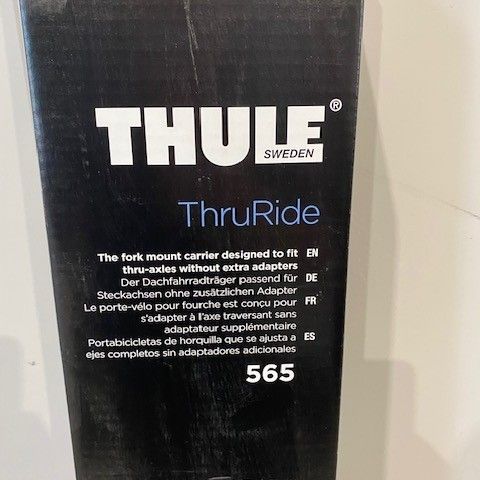 THULE®
SWEDEN
ThruRide
The fork mount carrier designed to fit EN
thru-axles without extra adapters
Der Dachfahrradträger passend für DE
Steckachsen ohne zusätzlichen Adapter
Le porte-vélo pour fourche est conçu pour FR
s'adapter à l'axe traversant sans
adaptateur supplémentaire
Portabicicletas de horquilla que se ajusta a ES
ejes completos sin adaptadores adicionales
565